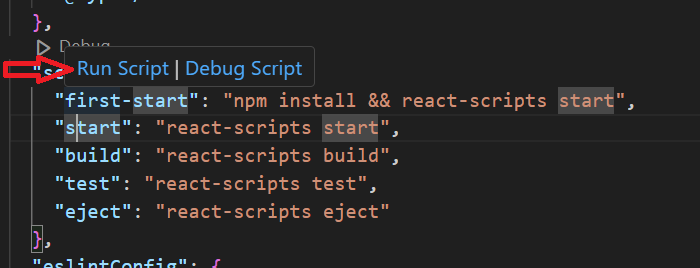 },
Debug
"sc
Run Script | Debug Script
"first-start": "npm install && react-scripts start",
"start": "react-scripts start",
"build": "react-scripts build",
"test": "react-scripts test",
"eject": "react-scripts eject"
},
"eslintConfig": {